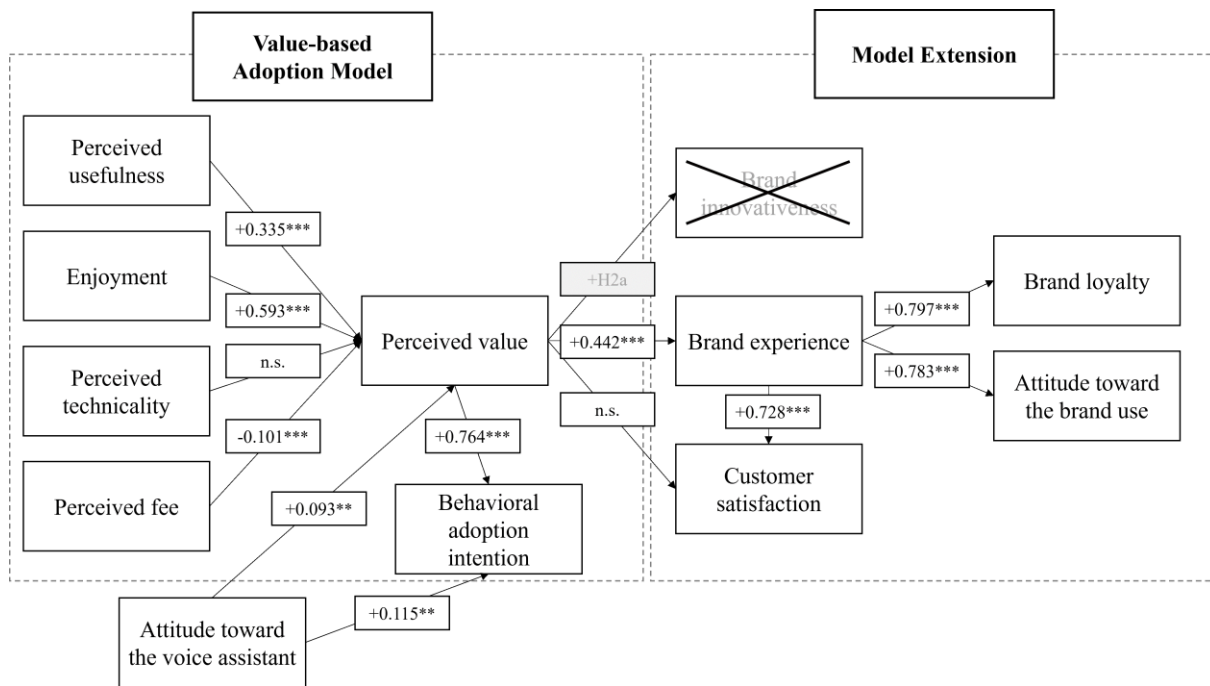 Value-based
Adoption Model
Model Extension
Perceived
usefulness
Brand
innovativeness
+0.335***
Enjoyment
+H2a
Brand loyalty
+0.593***
+0.797***
Perceived value
+0.442***
Brand experience
n.s.
+0.783***
Perceived
technicality
n.s.
Attitude toward
the brand use
+0.728***
-0.101***
+0.764***
Customer
satisfaction
Perceived fee
+0.093**
Behavioral
adoption
intention
+0.115**
Attitude toward
the voice assistant